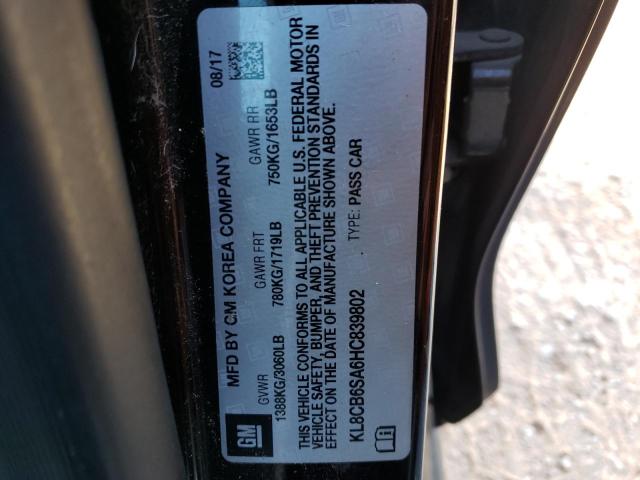 GM
MFD BY GM KOREA COMPANY 08/17
GVWR GAWR FRT GAWR RR
1388KG/3060LB 780KG/1719LB 750KG/1653LB
THIS VEHICLE CONFORMS TO ALL APPLICABLE U.S. FEDERAL MOTOR
VEHICLE SAFETY, BUMPER, AND THEFT PREVENTION STANDARDS IN
EFFECT ON THE DATE OF MANUFACTURE SHOWN ABOVE.
KL8CB6SA6HC839802 TYPE: PASS CAR